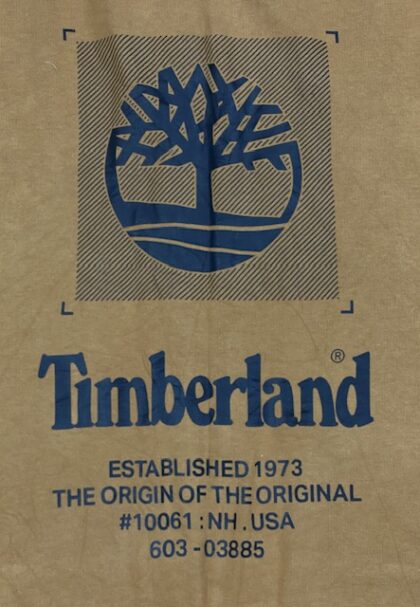 Timberland®
ESTABLISHED 1973
THE ORIGIN OF THE ORIGINAL
#10061 : NH . USA
603 - 03885